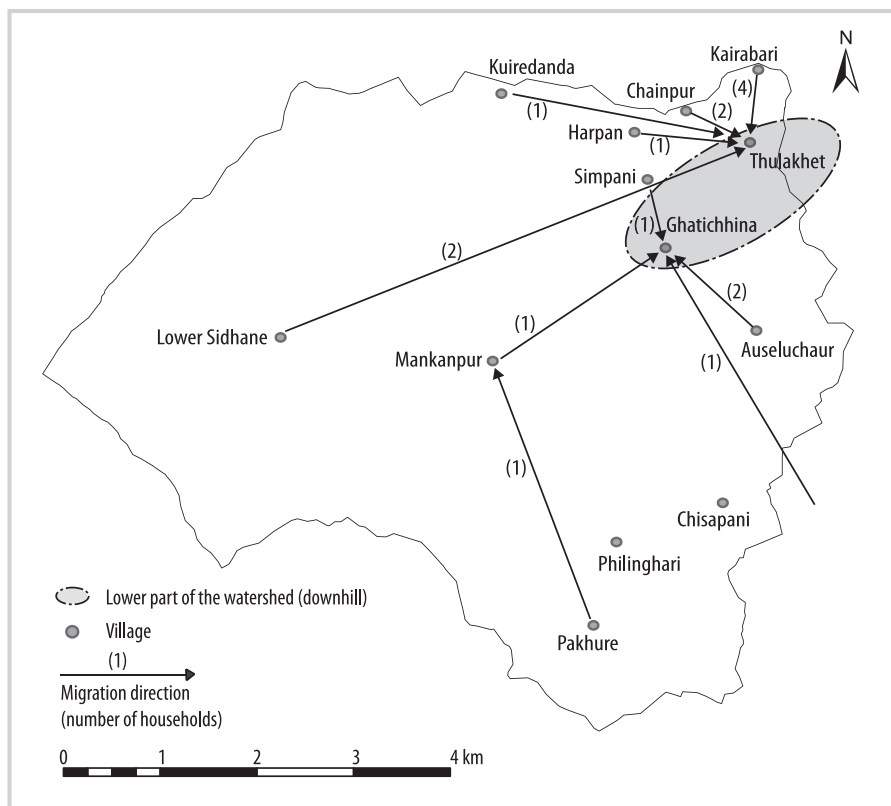 Kairabari
N
Kuiredanda
Chainpur
(4)
(2)
(1)
Harpan
(1)
Thulakhet
Simpani
(1)
Ghatichhina
(2)
(2)
Lower Sidhane
(1)
Auseluchaur
Mankanpur
(1)
(1)
Chisapani
Philinghari
Pakhure
Lower part of the watershed (downhill)
Village
(1)
Migration direction
(number of households)
0 1 2 3 4 km